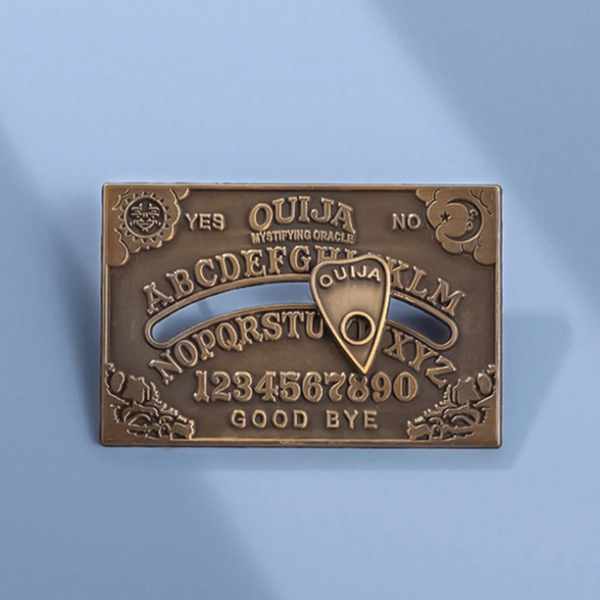 YES OUIJA NO
MYSTIFYING ORACLE
ABCDEFGH KLM
OUIJA
NOPQRSTU XYZ
1234567890
GOOD BYE